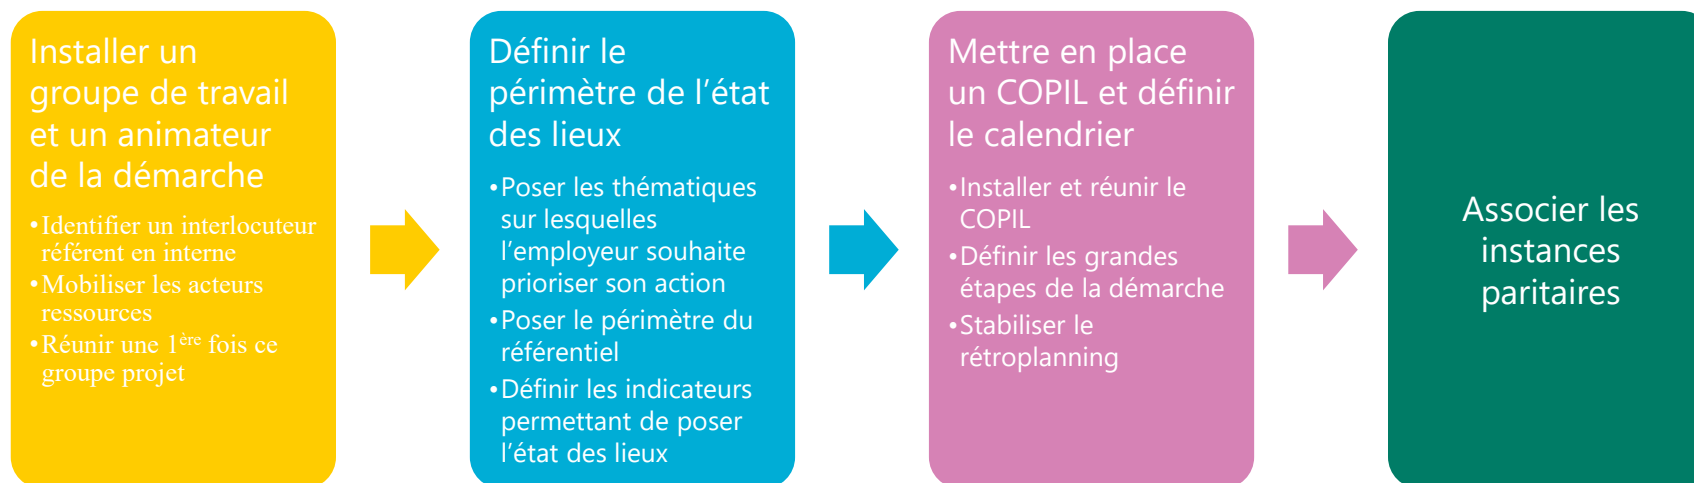 Installer un
groupe de travail
et un animateur
de la démarche
•Identifier un interlocuteur
référent en interne
•Mobiliser les acteurs
ressources
•Réunir une 1ère fois ce
groupe projet
Définir le
périmètre de l’état
des lieux
•Poser les thématiques
sur lesquelles
l’employeur souhaite
prioriser son action
•Poser le périmètre du
référentiel
•Définir les indicateurs
permettant de poser
l’état des lieux
Mettre en place
un COPIL et définir
le calendrier
•Installer et réunir le
COPIL
•Définir les grandes
étapes de la démarche
•Stabiliser le
rétroplanning
Associer les
instances
paritaires